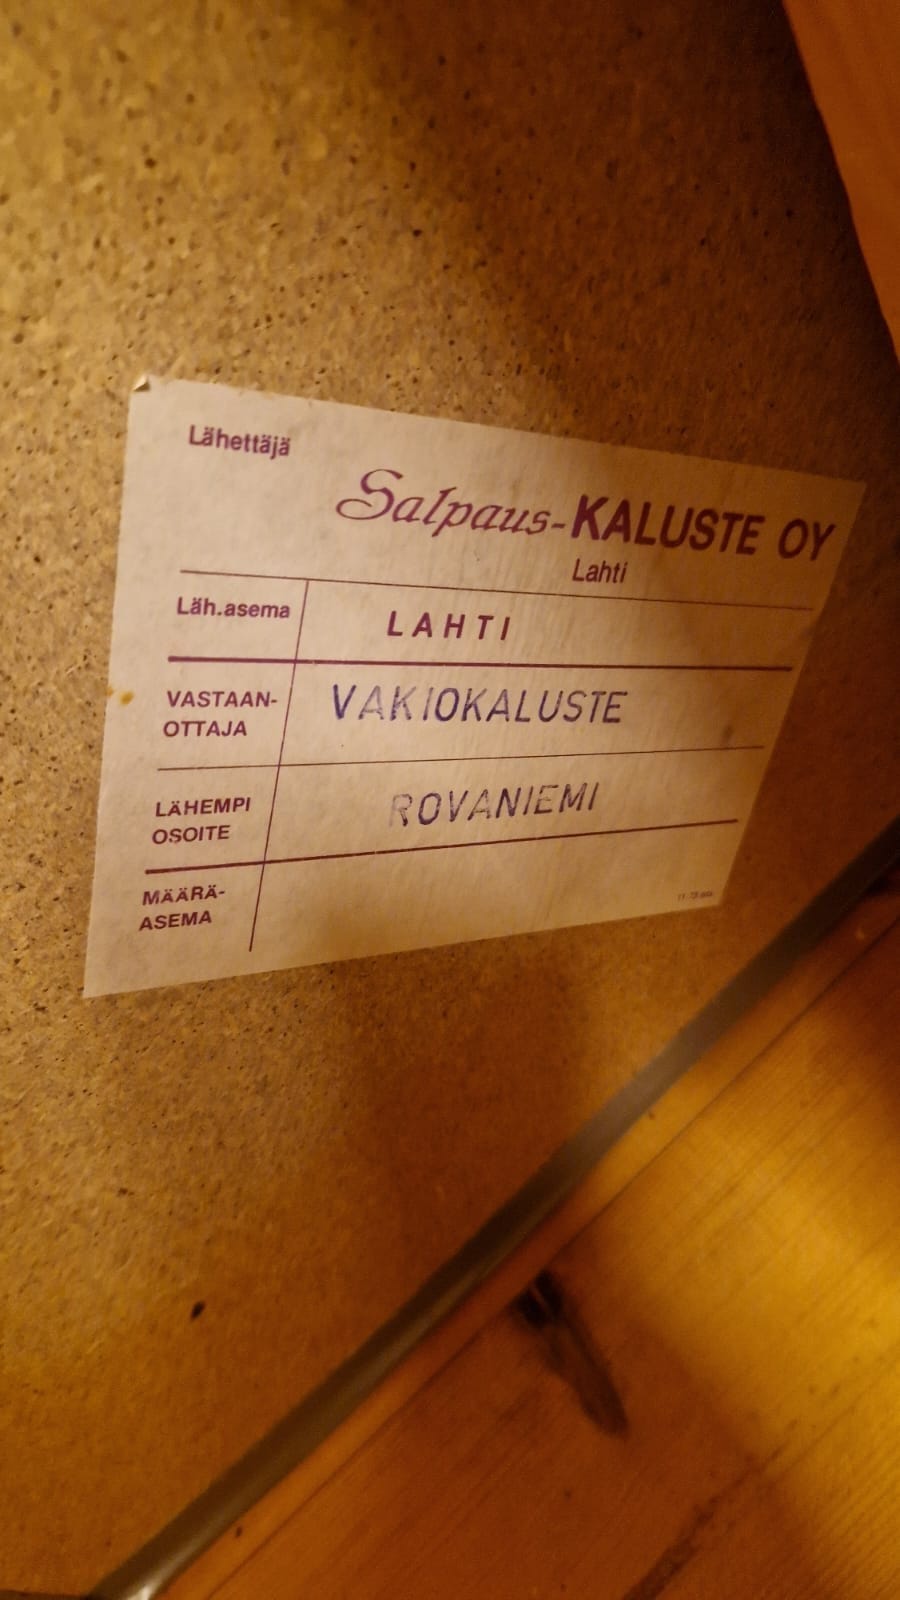 Lähettäjä
Salpaus-KALUSTE OY
Lahti
Läh.asema LAHTI
VASTAAN-
OTTAJA
VAKIOKALUSTE
LÄHEMPI
OSOITE
ROVANIEMI
MÄÄRÄ-
ASEMA